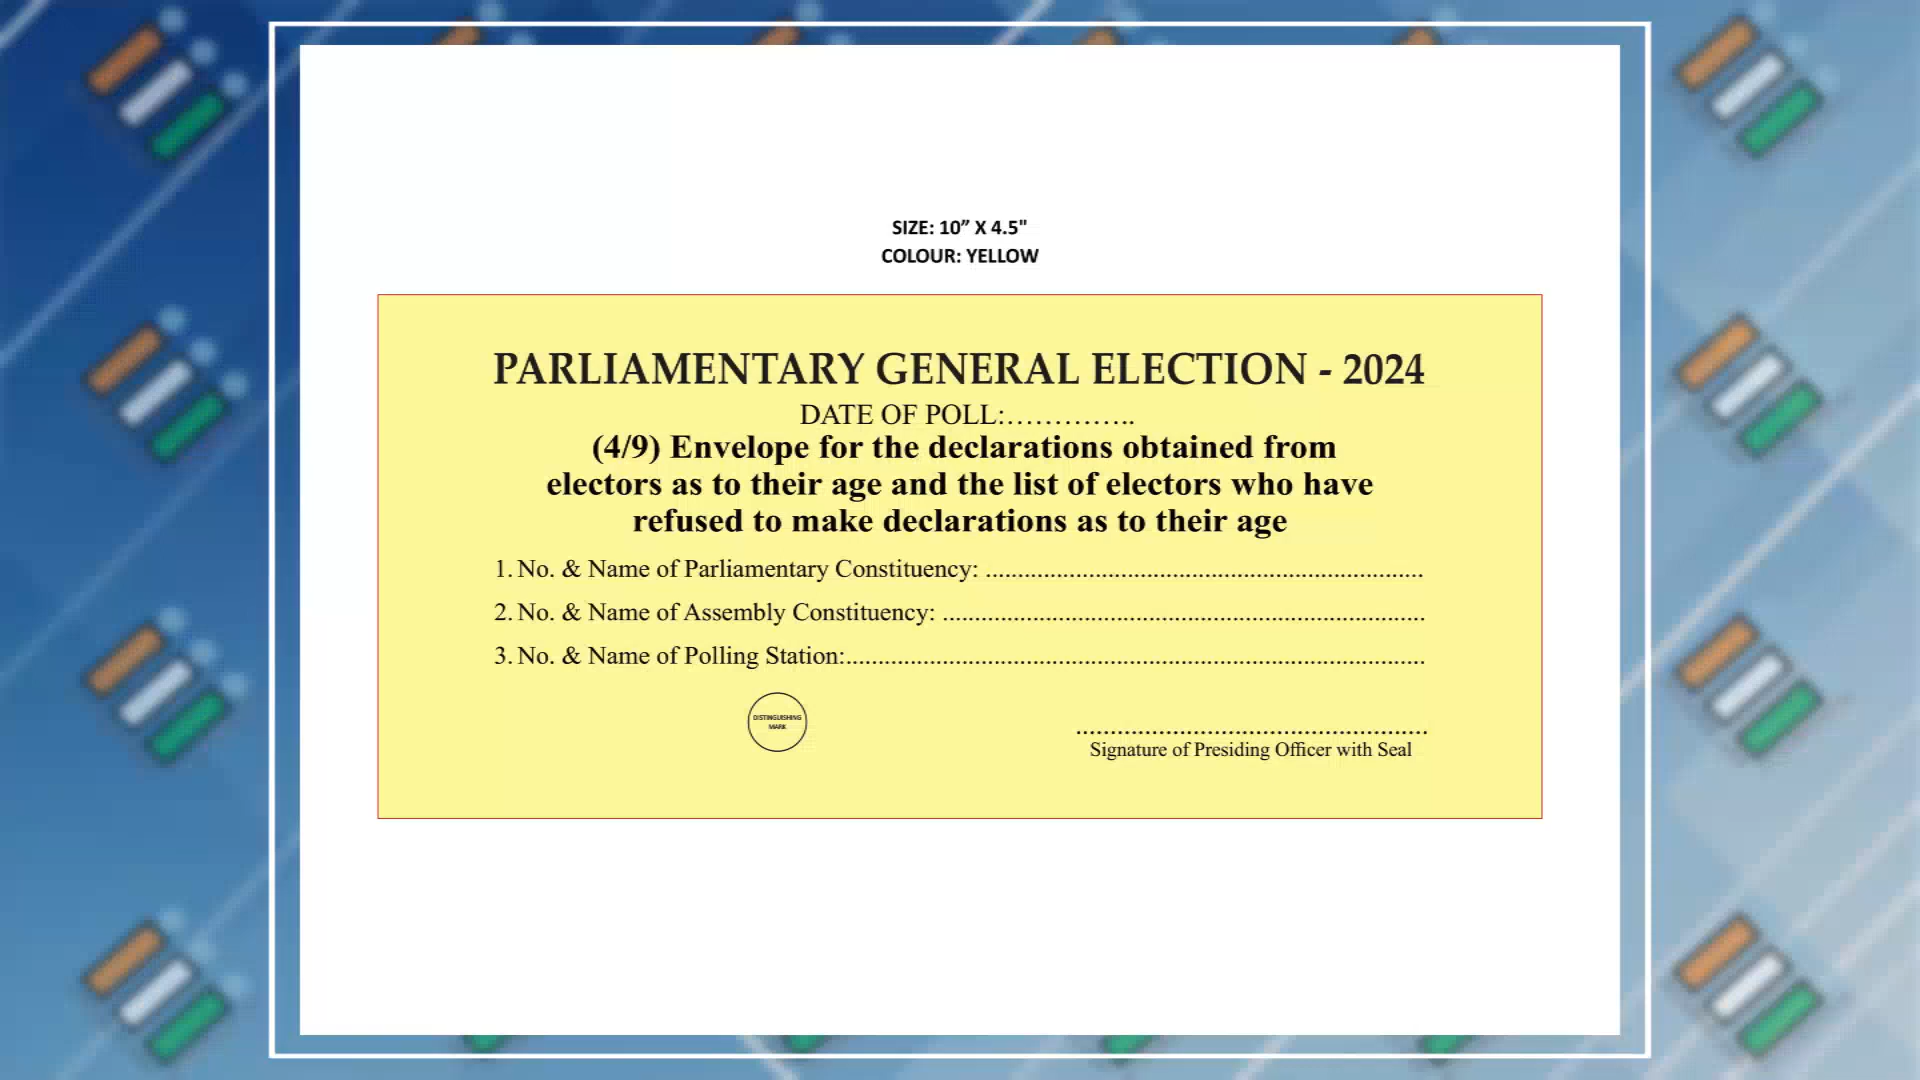 SIZE: 10” X 4.5"
COLOUR: YELLOW
PARLIAMENTARY GENERAL ELECTION - 2024
DATE OF POLL:…………..
(4/9) Envelope for the declarations obtained from
electors as to their age and the list of electors who have
refused to make declarations as to their age
1. No. & Name of Parliamentary Constituency: ....................................................................
2. No. & Name of Assembly Constituency: ...........................................................................
3. No. & Name of Polling Station:..........................................................................................
DISTINGUISHING
MARK
....................................................
Signature of Presiding Officer with Seal